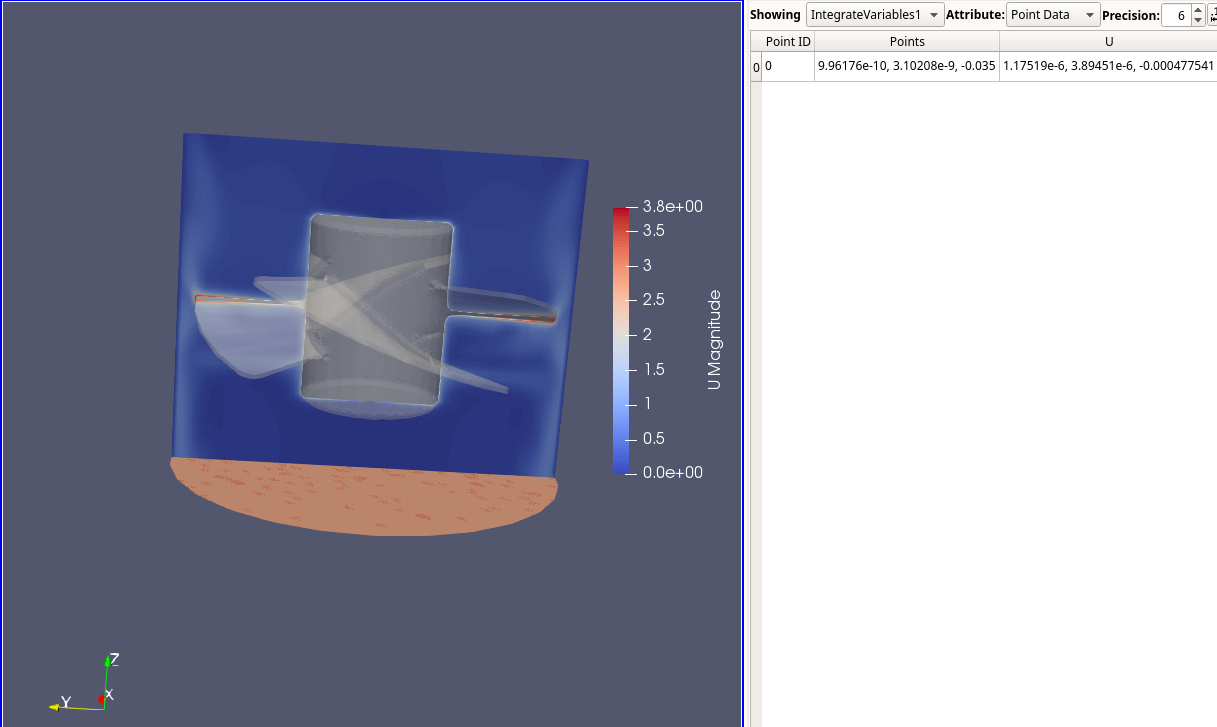 Showing IntegrateVariables1 Attribute: Point Data Precision: 6
Point ID Points U
0 0 9.96176e-10, 3.10208e-9, -0.035 1.17519e-6, 3.89451e-6, -0.000477541
3.8e+00
3.5
3
2.5
2
1.5
1
0.5
0.0e+00
U Magnitude
Z
Y
X